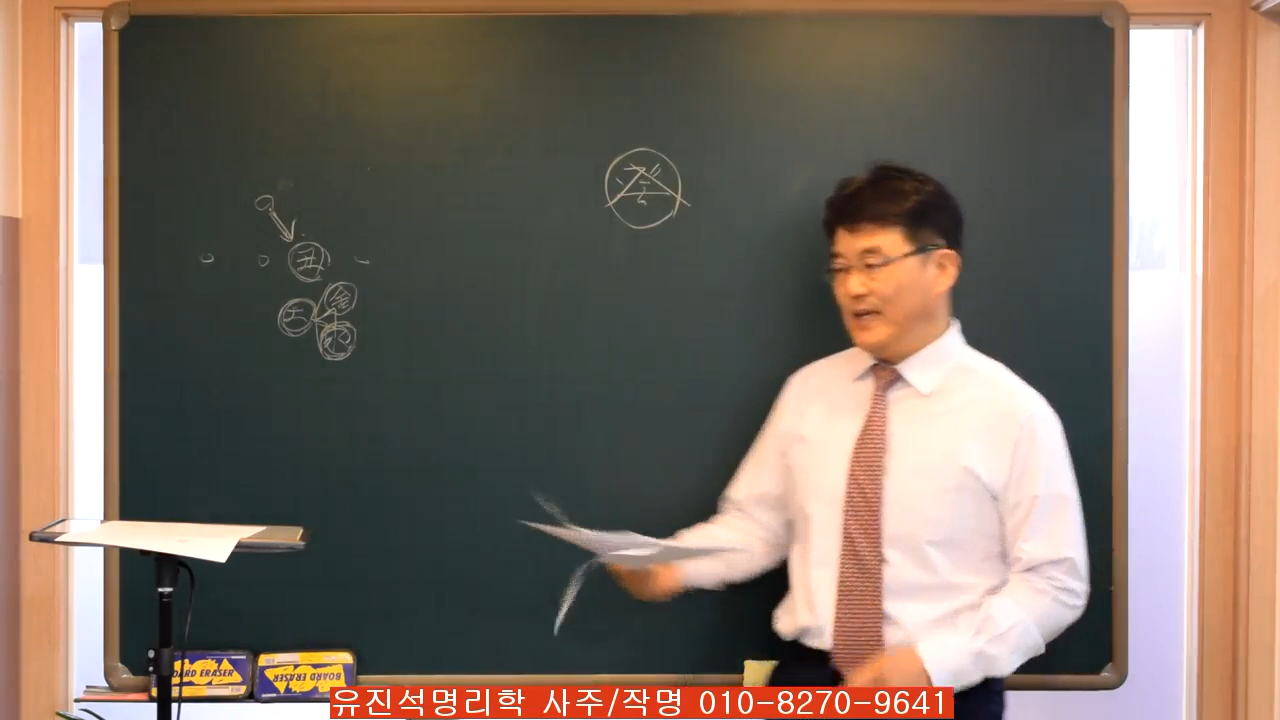 丑
土 金
水
BOARD ERASER
BOARD ERASER
유진석명리학 사주/작명 010-8270-9641